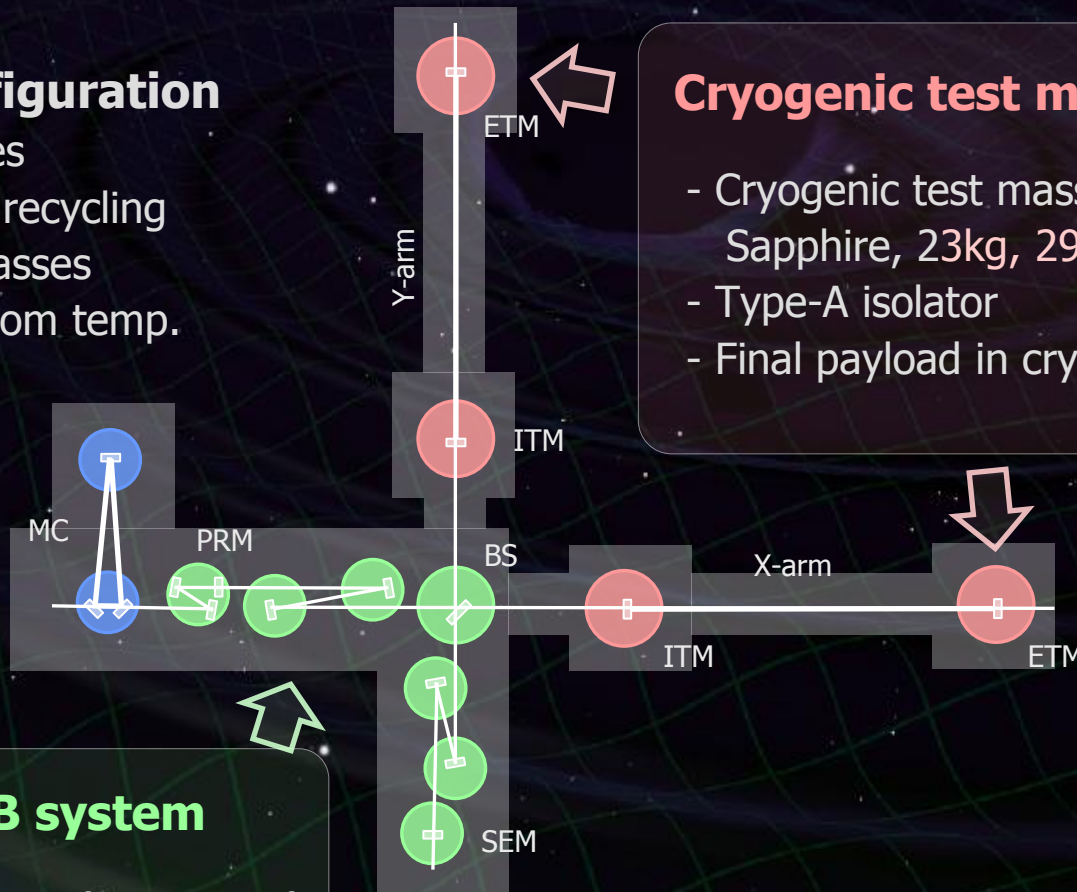 figuration
es
recycling
asses
om temp.
Cryogenic test m
- Cryogenic test mass
Sapphire, 23kg, 29
- Type-A isolator
- Final payload in cry
ETM
Y-arm
ITM
MC
PRM
BS
X-arm
ITM
ETM
B system
SEM